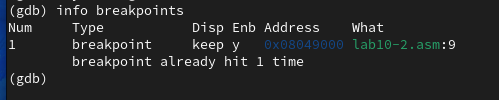 (gdb) info breakpoints
Num     Type           Disp Enb Address    What
1       breakpoint     keep y   0x08049000 lab10-2.asm:9
        breakpoint already hit 1 time
(gdb)